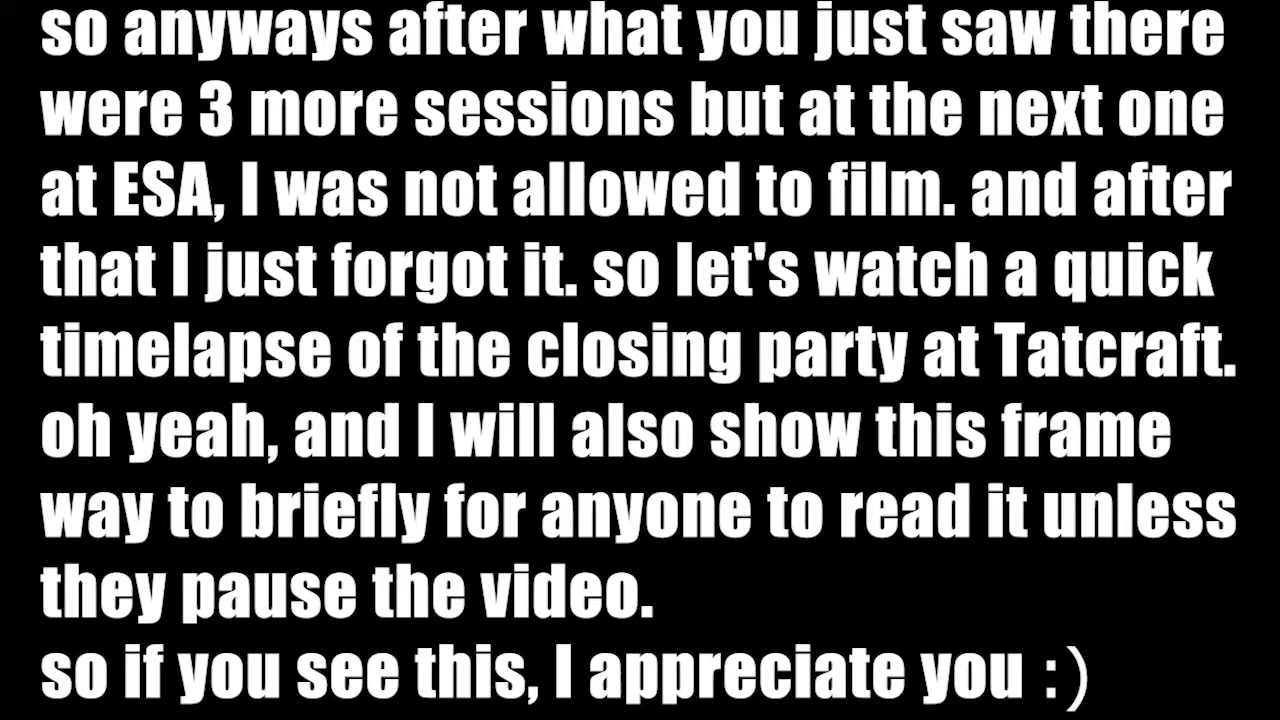 so anyways after what you just saw there
were 3 more sessions but at the next one
at ESA, I was not allowed to film. and after
that I just forgot it. so let's watch a quick
timelapse of the closing party at Tatcraft.
oh yeah, and I will also show this frame
way to briefly for anyone to read it unless
they pause the video.
so if you see this, I appreciate you :)